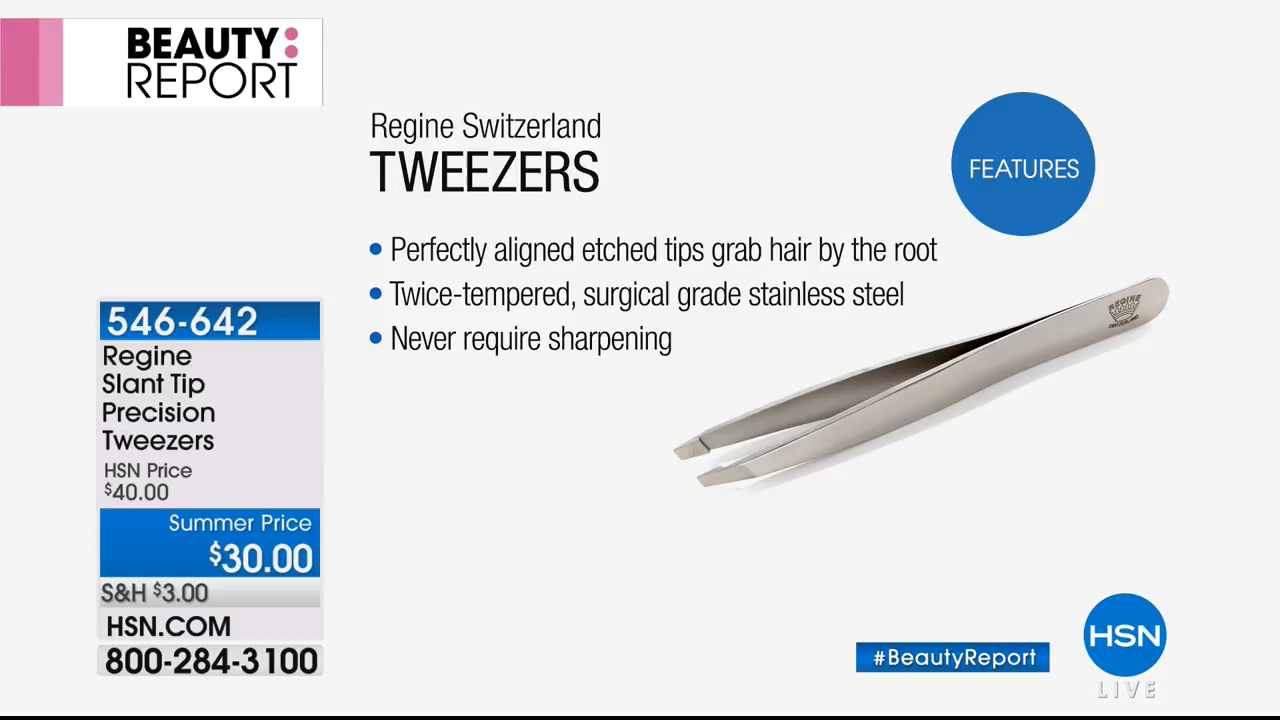 BEAUTY:
REPORT
Regine Switzerland
TWEEZERS
FEATURES
• Perfectly aligned etched tips grab hair by the root
• Twice-tempered, surgical grade stainless steel
• Never require sharpening
REGINE
SWITZERLAND
546-642
Regine
Slant Tip
Precision
Tweezers
HSN Price
$40.00
Summer Price
$30.00
S&H $3.00
HSN.COM
800-284-3100
#BeautyReport
HSN
LIVE